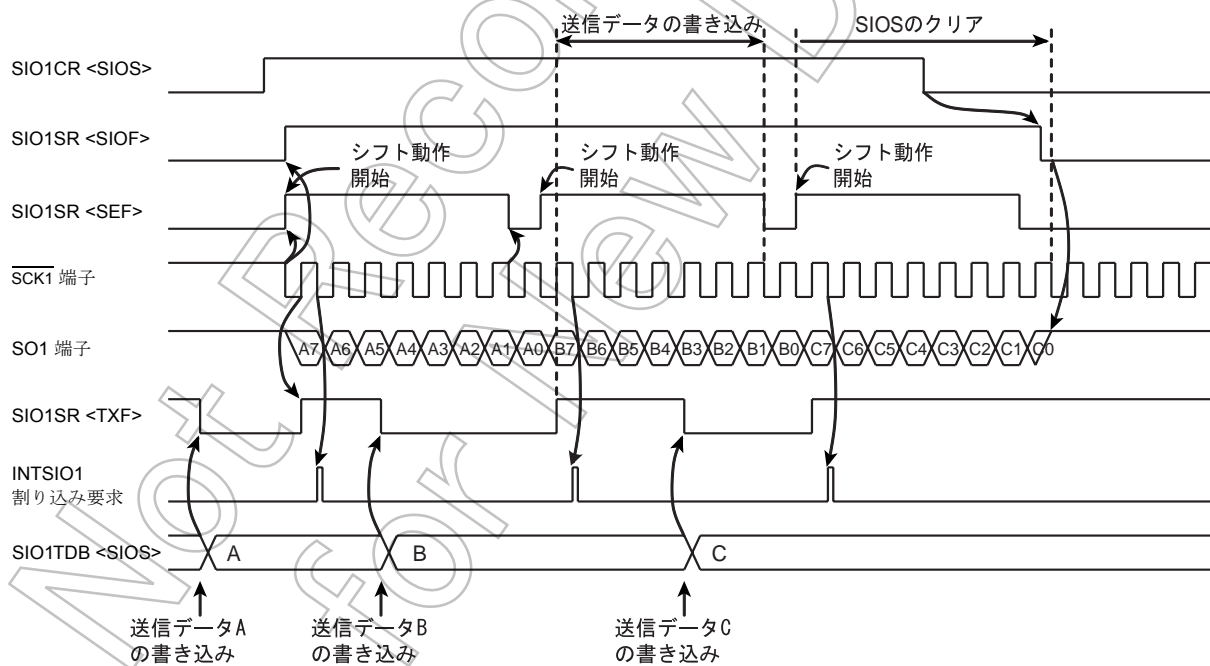 送信データの書き込み
SIOSのクリア
SIO1CR <SIOS>
SIO1SR <SIOF>
シフト動作
開始
シフト動作
開始
シフト動作
開始
SIO1SR <SEF>
SCK1 端子
SO1 端子
A7 A6 A5 A4 A3 A2 A1 A0 B7 B6 B5 B4 B3 B2 B1 B0 C7 C6 C5 C4 C3 C2 C1 C0
SIO1SR <TXF>
INTSIO1
割り込み要求
SIO1TDB <SIOS>
A
B
C
送信データA
の書き込み
送信データB
の書き込み
送信データC
の書き込み
Not Reco
for New D